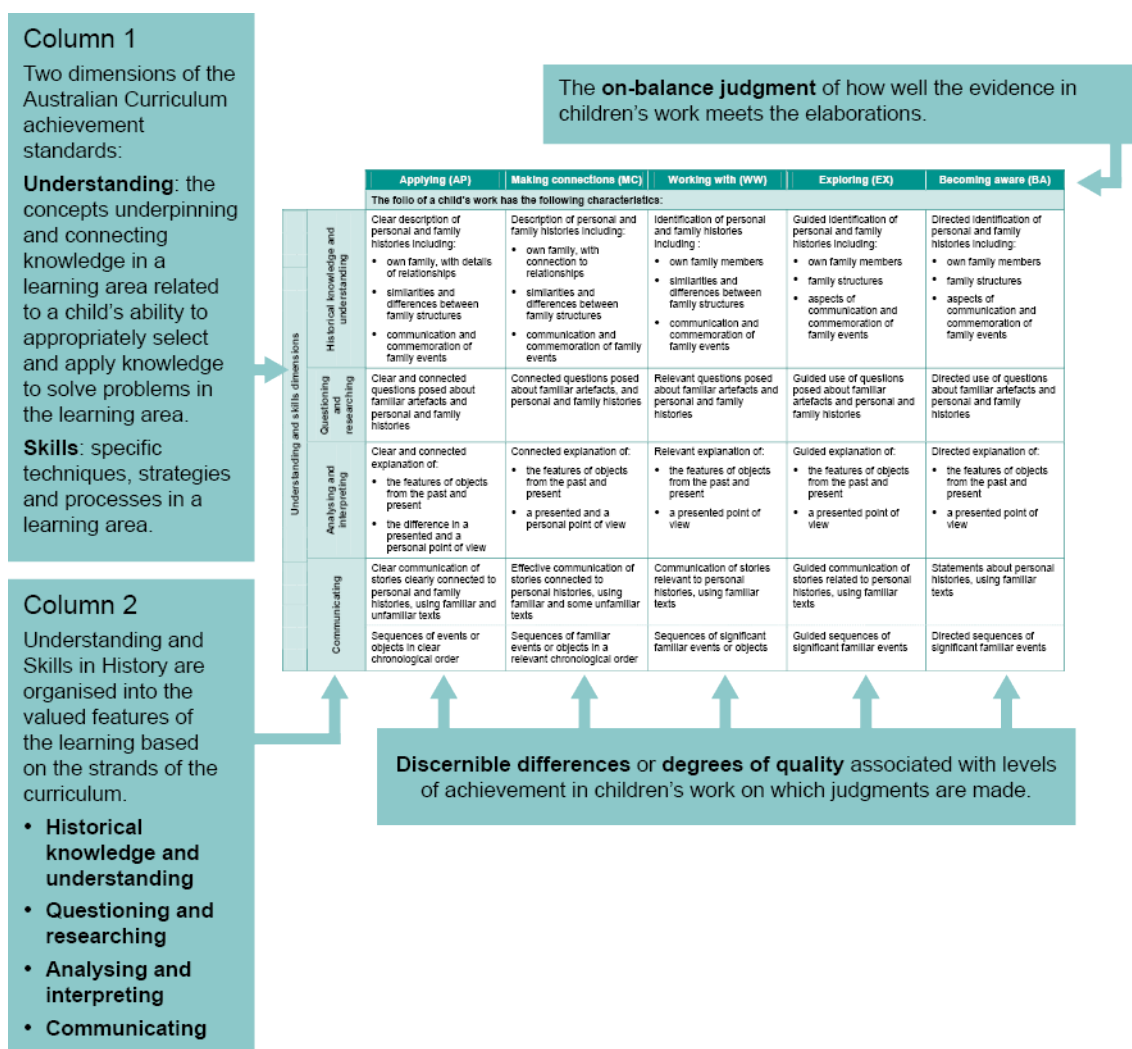 Column 1
Two dimensions of the
Australian Curriculum
achievement
standards:
Understanding: the
concepts underpinning
and connecting
knowledge in a
learning area related
to a child's ability to
appropriately select
and apply knowledge
to solve problems in
the learning area.
Skills: specific
techniques, strategies
and processes in a
learning area.
Column 2
Understanding and
Skills in History are
organised into the
valued features of
the learning based
on the strands of the
curriculum.
• Historical
knowledge and
understanding
• Questioning and
researching
• Analysing and
interpreting
• Communicating
The on-balance judgment of how well the evidence in
children's work meets the elaborations.
Applying (AP)
Making connections (MC)
Working with (WW)
Exploring (EX)
Becoming aware (BA)
The folio of a child's work has the following characteristics:
Understanding and skills dimensions
Historical knowledge and
understanding
Clear description of
personal and family
histories including:
• own family, with details
of relationships
• similarities and
differences between
family structures
• communication and
commemoration of
family events
Description of personal and
family histories including:
• own family, with
connection to
relationships
• similarities and
differences between
family structures
• communication and
commemoration of family
events
Identification of personal
and family histories
including :
• own family members
• similarities and
differences between
family structures
• communication and
commemoration of
family events
Guided identification of
personal and family
histories including:
• own family members
• family structures
• aspects of
communication and
commemoration of
family events
Directed identification of
personal and family
histories including:
• own family members
• family structures
• aspects of
communication and
commemoration of
family events
Questioning
and
researching
Clear and connected
questions posed about
familiar artefacts and
personal and family
histories
Connected questions posed
about familiar artefacts, and
personal and family histories
Relevant questions posed
about familiar artefacts and
personal and family
histories
Guided use of questions
posed about familiar
artefacts and personal and
family histories
Directed use of questions
about familiar artefacts and
personal and family
histories
Analysing and
interpreting
Clear and connected
explanation of:
• the features of objects
from the past and
present
• the difference in a
presented and a
personal point of view
Connected explanation of:
• the features of objects
from the past and
present
• a presented and a
personal point of view
Relevant explanation of:
• the features of objects
from the past and
present
• a presented point of
view
Guided explanation of:
• the features of objects
from the past and
present
• a presented point of
view
Directed explanation of:
• the features of objects
from the past and
present
• a presented point of
view
Communicating
Clear communication of
stories clearly connected to
personal and family
histories, using familiar and
unfamiliar texts
Effective communication of
stories connected to
personal histories, using
familiar and some unfamiliar
texts
Communication of stories
relevant to personal
histories, using familiar
texts
Guided communication of
stories related to personal
histories, using familiar
texts
Statements about personal
histories, using familiar
texts
Sequences of events or
objects in clear
chronological order
Sequences of familiar
events or objects in a
relevant chronological order
Sequences of significant
familiar events or objects
Guided sequences of
significant familiar events
Directed sequences of
significant familiar events
Discernible differences or degrees of quality associated with levels
of achievement in children's work on which judgments are made.